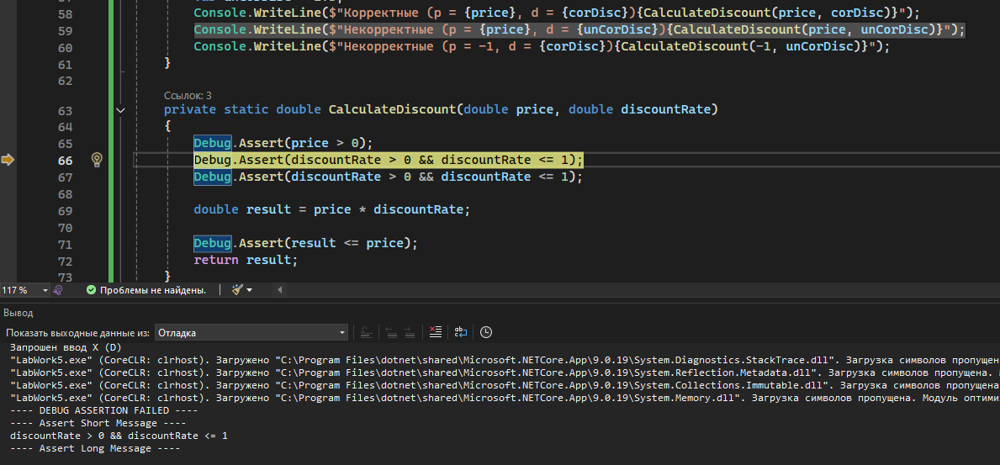 58 Console.WriteLine($"Корректные (p = {price}, d = {corDisc}){CalculateDiscount(price, corDisc)}");
59 Console.WriteLine($"Некорректные (p = {price}, d = {unCorDisc}){CalculateDiscount(price, unCorDisc)}");
60 Console.WriteLine($"Некорректные (p = -1, d = {corDisc}){CalculateDiscount(-1, unCorDisc)}");
61 }
62
Ссылок: 3
63 private static double CalculateDiscount(double price, double discountRate)
64 {
65 Debug.Assert(price > 0);
66 Debug.Assert(discountRate > 0 && discountRate <= 1);
67 Debug.Assert(discountRate > 0 && discountRate <= 1);
68
69 double result = price * discountRate;
70
71 Debug.Assert(result <= price);
72 return result;
73 }
117 % Проблемы не найдены.
Вывод
Показать выходные данные из: Отладка
Запрошен ввод X (D)
"LabWork5.exe" (CoreCLR: clrhost). Загружено "C:\Program Files\dotnet\shared\Microsoft.NETCore.App\9.0.19\System.Diagnostics.StackTrace.dll". Загрузка символов
"LabWork5.exe" (CoreCLR: clrhost). Загружено "C:\Program Files\dotnet\shared\Microsoft.NETCore.App\9.0.19\System.Reflection.Metadata.dll". Загрузка символов пропущена.
"LabWork5.exe" (CoreCLR: clrhost). Загружено "C:\Program Files\dotnet\shared\Microsoft.NETCore.App\9.0.19\System.Collections.Immutable.dll". Загрузка символов пропущена
"LabWork5.exe" (CoreCLR: clrhost). Загружено "C:\Program Files\dotnet\shared\Microsoft.NETCore.App\9.0.19\System.Memory.dll". Загрузка символов пропущена. Модуль оптими
---- DEBUG ASSERTION FAILED ----
---- Assert Short Message ----
discountRate > 0 && discountRate <= 1
---- Assert Long Message ----